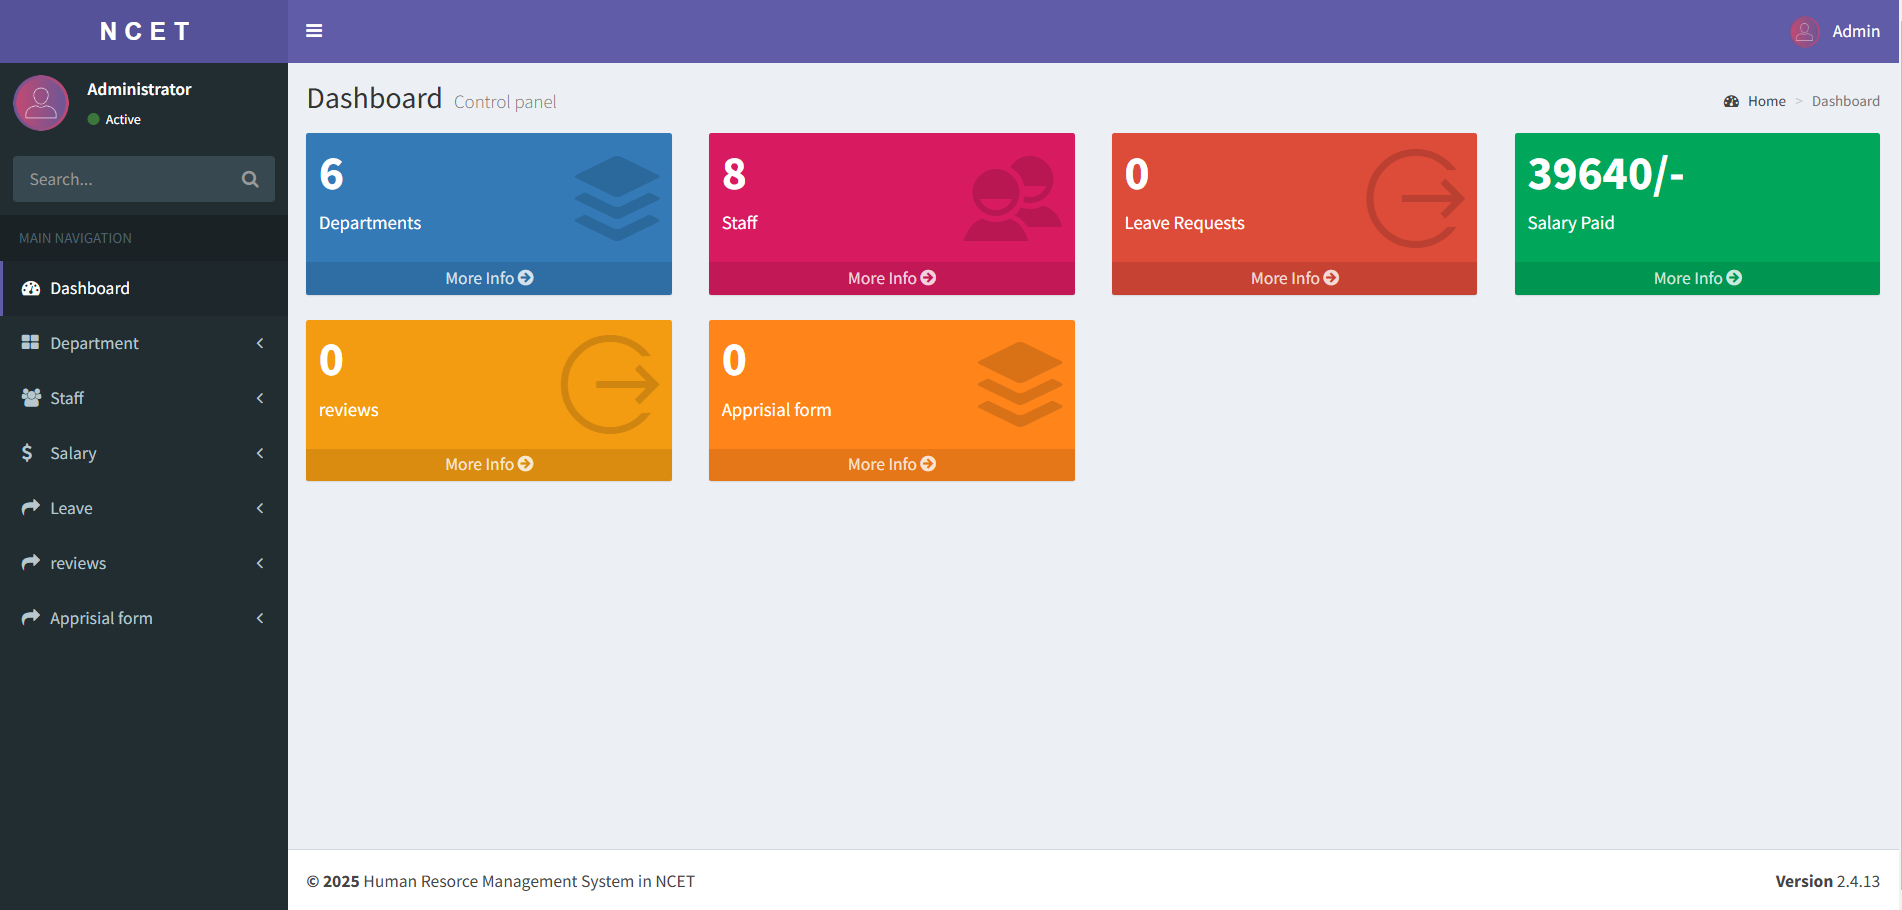 NCET
Admin
Administrator
Active
Search...
MAIN NAVIGATION
Dashboard
Department
Staff
Salary
Leave
reviews
Apprisial form
Dashboard Control panel
Home > Dashboard
6
Departments
More Info
8
Staff
More Info
0
Leave Requests
More Info
39640/-
Salary Paid
More Info
0
reviews
More Info
0
Apprisial form
More Info
© 2025 Human Resorce Management System in NCET
Version 2.4.13